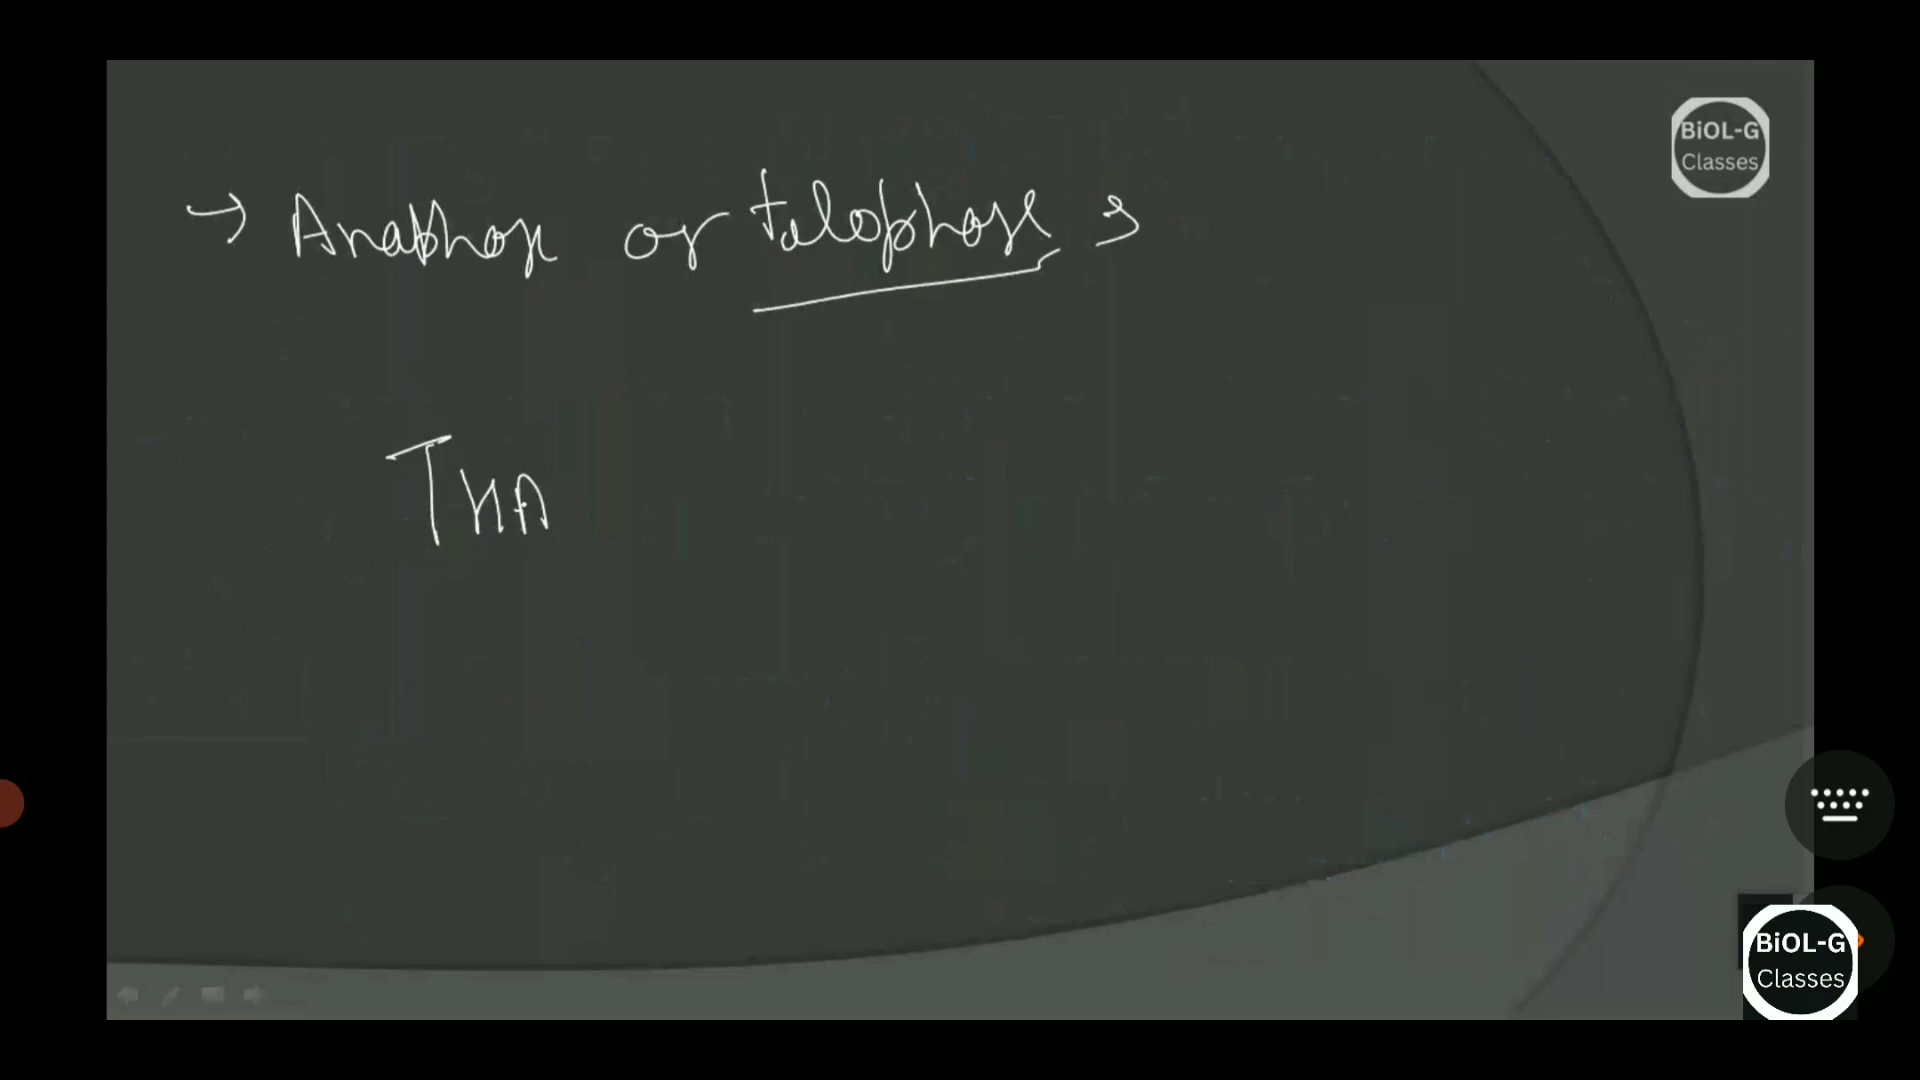 → Anaphase or telophase s
THA
BiOL-G
Classes
BiOL-G
Classes